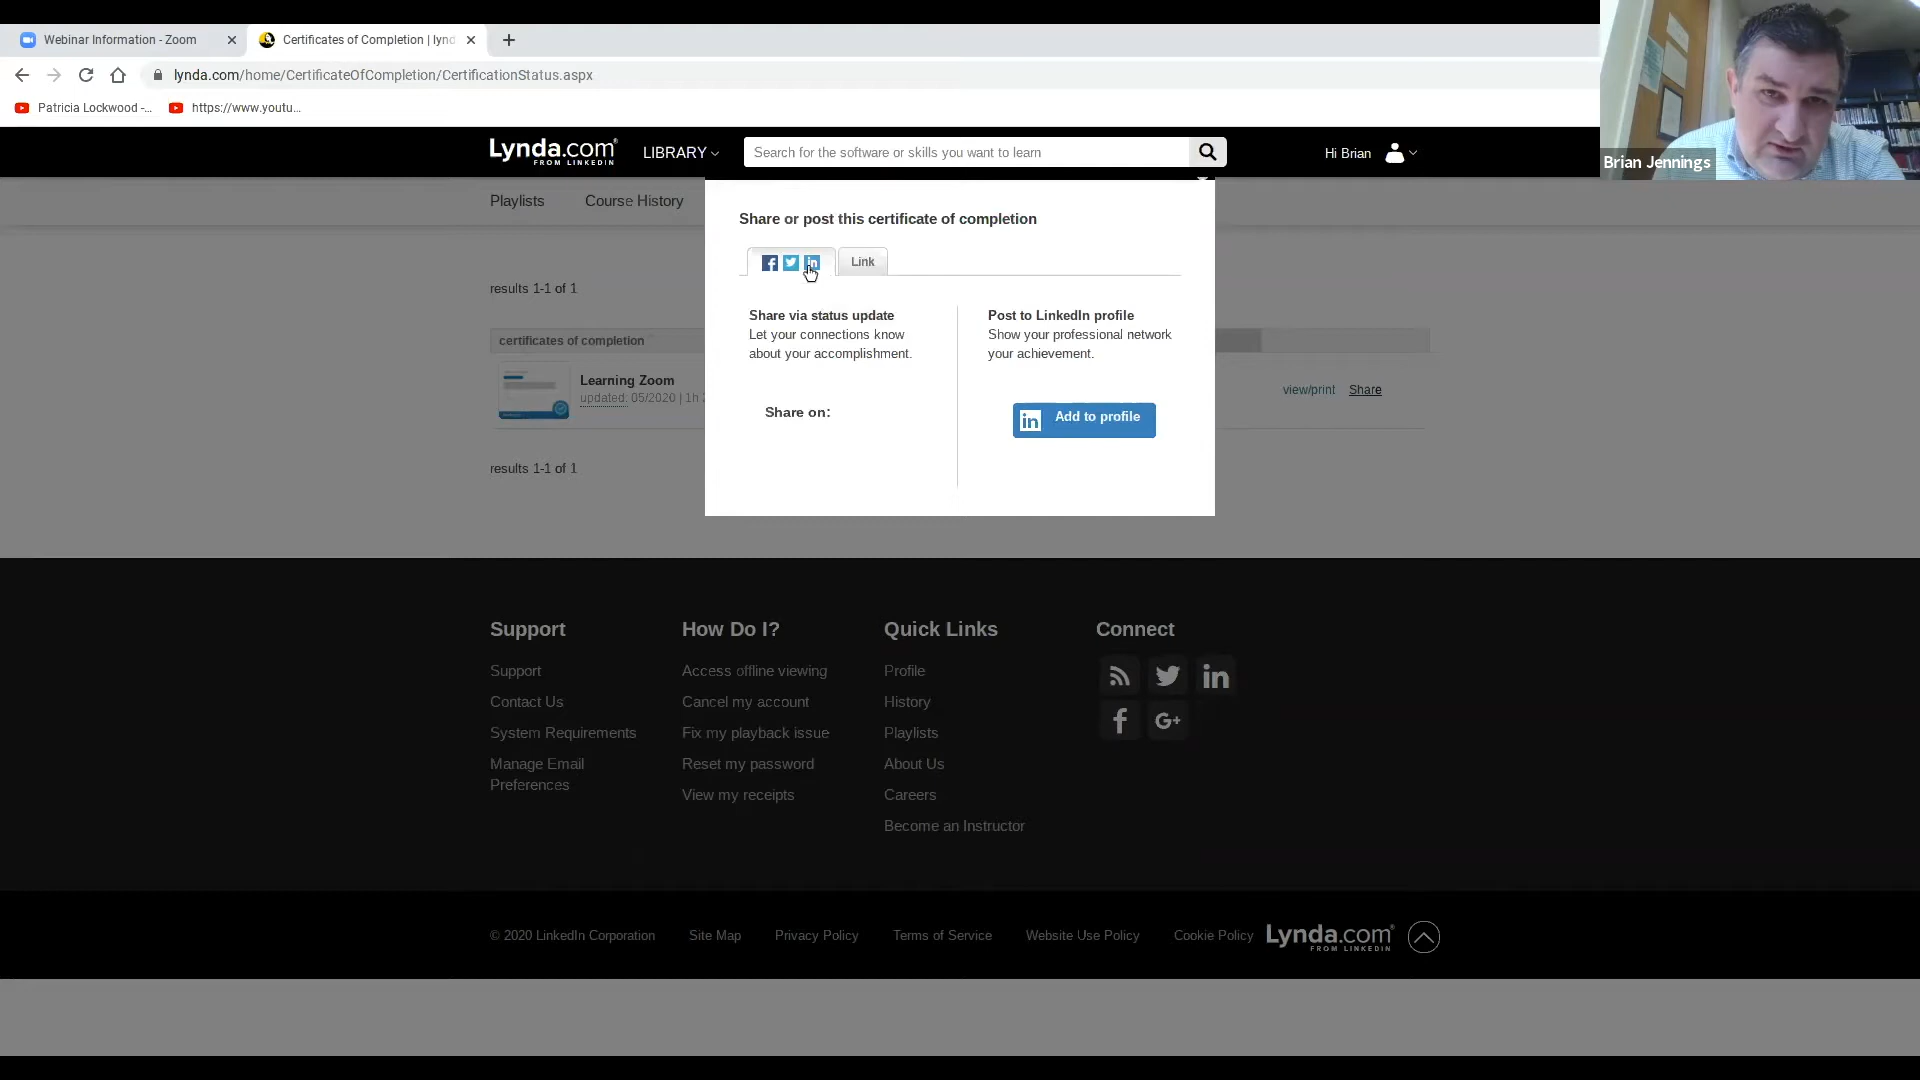 Webinar Information - Zoom
Certificates of Completion | lynd
lynda.com/home/CertificateOfCompletion/CertificationStatus.aspx
Patricia Lockwood -...
https://www.youtu...
Brian Jennings
Lynda.com®
FROM LINKEDIN
LIBRARY
Search for the software or skills you want to learn
Hi Brian
Playlists
Course History
Share or post this certificate of completion
Link
results 1-1 of 1
certificates of completion
Learning Zoom
updated: 05/2020 | 1h
view/print
Share
results 1-1 of 1
Share via status update
Let your connections know
about your accomplishment.
Share on:
Post to LinkedIn profile
Show your professional network
your achievement.
in
Add to profile
Support
Support
Contact Us
System Requirements
Manage Email
Preferences
How Do I?
Access offline viewing
Cancel my account
Fix my playback issue
Reset my password
View my receipts
Quick Links
Profile
History
Playlists
About Us
Careers
Become an Instructor
Connect
in
f
G+
© 2020 LinkedIn Corporation
Site Map
Privacy Policy
Terms of Service
Website Use Policy
Cookie Policy
Lynda.com®
FROM LINKEDIN